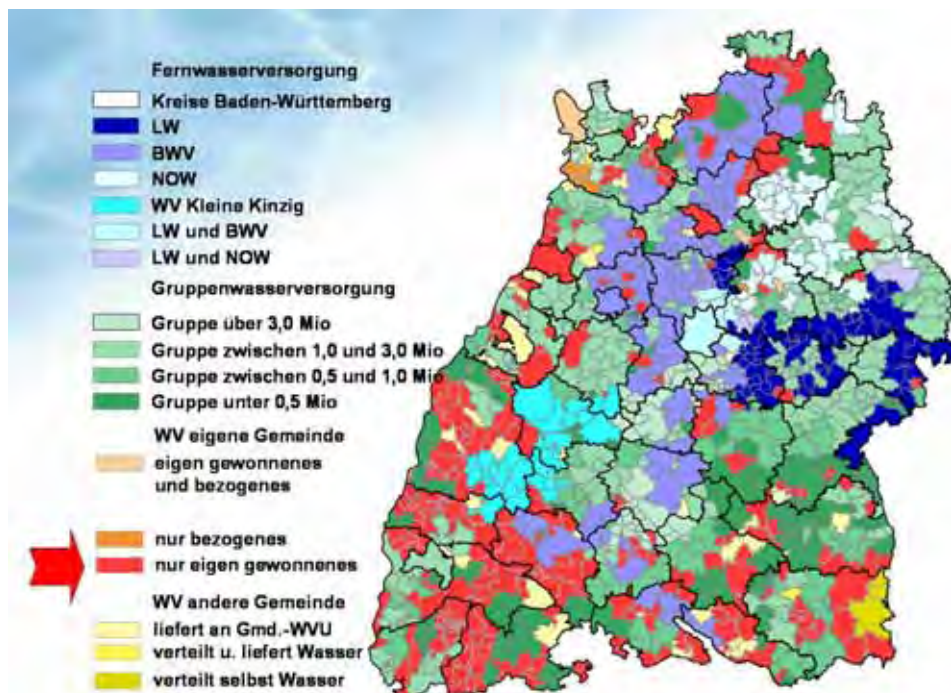 Fernwasserversorgung
Kreise Baden-Württemberg
LW
BWV
NOW
WV Kleine Kinzig
LW und BWV
LW und NOW
Gruppenwasserversorgung
Gruppe über 3,0 Mio
Gruppe zwischen 1,0 und 3,0 Mio
Gruppe zwischen 0,5 und 1,0 Mio
Gruppe unter 0,5 Mio
WV eigene Gemeinde
eigen gewonnenes
und bezogenes
nur bezogenes
nur eigen gewonnenes
WV andere Gemeinde
liefert an Gmd.-WVU
verteilt u. liefert Wasser
verteilt selbst Wasser